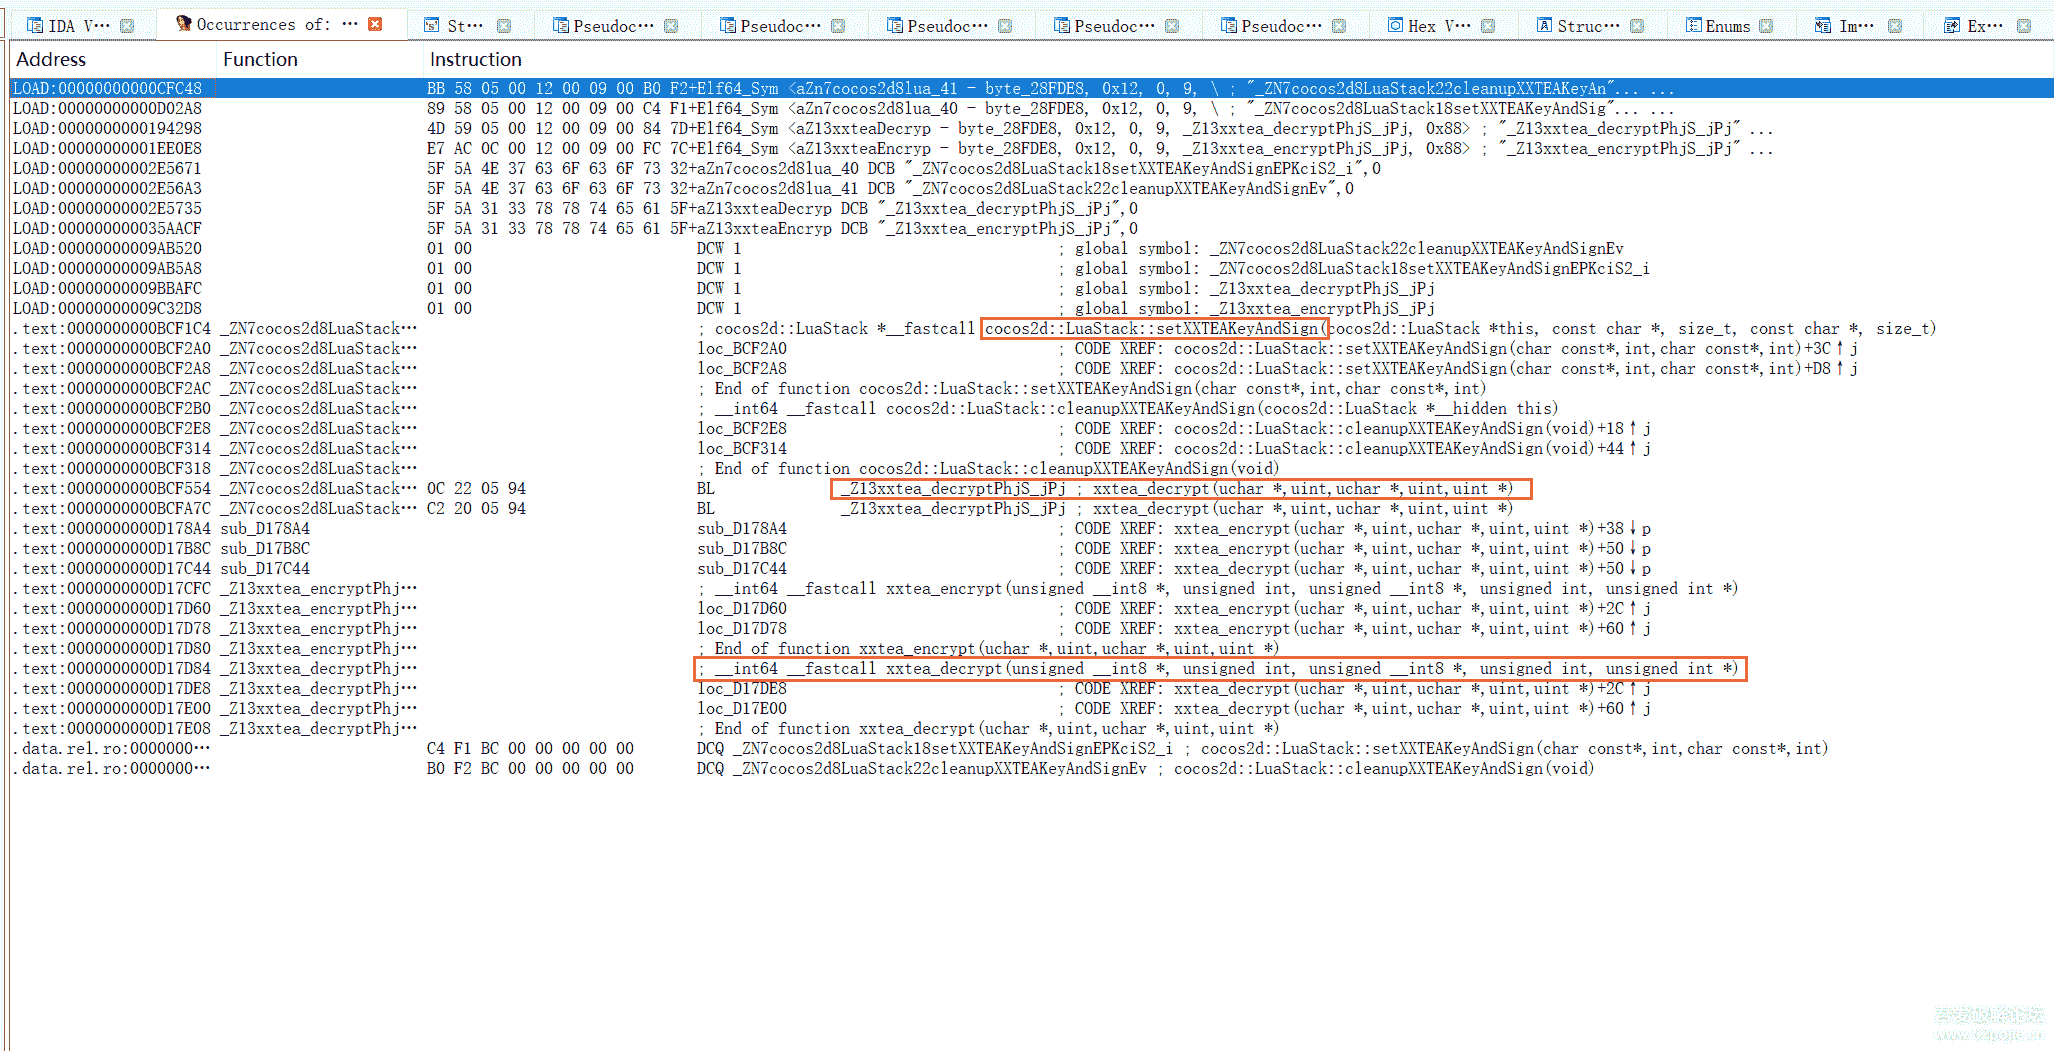 IDA V··· Occurrences of: ··· St··· Pseudoc··· Pseudoc··· Pseudoc··· Pseudoc··· Pseudoc··· Hex V··· Struc··· Enums Im··· Ex···
Address Function Instruction
LOAD:00000000000CFC48 BB 58 05 00 12 00 09 00 B0 F2+Elf64_Sym <aZn7cocos2d8lua_41 - byte_28FDE8, 0x12, 0, 9, \ ; "_ZN7cocos2d8LuaStack22cleanupXXTEAKeyAn"... ...
LOAD:00000000000D02A8 89 58 05 00 12 00 09 00 C4 F1+Elf64_Sym <aZn7cocos2d8lua_40 - byte_28FDE8, 0x12, 0, 9, \ ; "_ZN7cocos2d8LuaStack18setXXTEAKeyAndSig"... ...
LOAD:0000000000194298 4D 59 05 00 12 00 09 00 84 7D+Elf64_Sym <aZ13xxteaDecryp - byte_28FDE8, 0x12, 0, 9, _Z13xxtea_decryptPhjS_jPj, 0x88> ; "_Z13xxtea_decryptPhjS_jPj" ...
LOAD:00000000001EE0E8 E7 AC 0C 00 12 00 09 00 FC 7C+Elf64_Sym <aZ13xxteaEncryp - byte_28FDE8, 0x12, 0, 9, _Z13xxtea_encryptPhjS_jPj, 0x88> ; "_Z13xxtea_encryptPhjS_jPj" ...
LOAD:00000000002E5671 5F 5A 4E 37 63 6F 63 6F 73 32+aZn7cocos2d8lua_40 DCB "_ZN7cocos2d8LuaStack18setXXTEAKeyAndSignEPKciS2_i",0
LOAD:00000000002E56A3 5F 5A 4E 37 63 6F 63 6F 73 32+aZn7cocos2d8lua_41 DCB "_ZN7cocos2d8LuaStack22cleanupXXTEAKeyAndSignEv",0
LOAD:00000000002E5735 5F 5A 31 33 78 78 74 65 61 5F+aZ13xxteaDecryp DCB "_Z13xxtea_decryptPhjS_jPj",0
LOAD:000000000035AACF 5F 5A 31 33 78 78 74 65 61 5F+aZ13xxteaEncryp DCB "_Z13xxtea_encryptPhjS_jPj",0
LOAD:00000000009AB520 01 00 DCW 1 ; global symbol: _ZN7cocos2d8LuaStack22cleanupXXTEAKeyAndSignEv
LOAD:00000000009AB5A8 01 00 DCW 1 ; global symbol: _ZN7cocos2d8LuaStack18setXXTEAKeyAndSignEPKciS2_i
LOAD:00000000009BBAFC 01 00 DCW 1 ; global symbol: _Z13xxtea_decryptPhjS_jPj
LOAD:00000000009C32D8 01 00 DCW 1 ; global symbol: _Z13xxtea_encryptPhjS_jPj
.text:0000000000BCF1C4 _ZN7cocos2d8LuaStack··· ; cocos2d::LuaStack *__fastcall cocos2d::LuaStack::setXXTEAKeyAndSign(cocos2d::LuaStack *this, const char *, size_t, const char *, size_t)
.text:0000000000BCF2A0 _ZN7cocos2d8LuaStack··· loc_BCF2A0 ; CODE XREF: cocos2d::LuaStack::setXXTEAKeyAndSign(char const*,int,char const*,int)+3C↑j
.text:0000000000BCF2A8 _ZN7cocos2d8LuaStack··· loc_BCF2A8 ; CODE XREF: cocos2d::LuaStack::setXXTEAKeyAndSign(char const*,int,char const*,int)+D8↑j
.text:0000000000BCF2AC _ZN7cocos2d8LuaStack··· ; End of function cocos2d::LuaStack::setXXTEAKeyAndSign(char const*,int,char const*,int)
.text:0000000000BCF2B0 _ZN7cocos2d8LuaStack··· ; __int64 __fastcall cocos2d::LuaStack::cleanupXXTEAKeyAndSign(cocos2d::LuaStack *__hidden this)
.text:0000000000BCF2E8 _ZN7cocos2d8LuaStack··· loc_BCF2E8 ; CODE XREF: cocos2d::LuaStack::cleanupXXTEAKeyAndSign(void)+18↑j
.text:0000000000BCF314 _ZN7cocos2d8LuaStack··· loc_BCF314 ; CODE XREF: cocos2d::LuaStack::cleanupXXTEAKeyAndSign(void)+44↑j
.text:0000000000BCF318 _ZN7cocos2d8LuaStack··· ; End of function cocos2d::LuaStack::cleanupXXTEAKeyAndSign(void)
.text:0000000000BCF554 _ZN7cocos2d8LuaStack··· 0C 22 05 94 BL _Z13xxtea_decryptPhjS_jPj ; xxtea_decrypt(uchar *,uint,uchar *,uint,uint *)
.text:0000000000BCFA7C _ZN7cocos2d8LuaStack··· C2 20 05 94 BL _Z13xxtea_decryptPhjS_jPj ; xxtea_decrypt(uchar *,uint,uchar *,uint,uint *)
.text:0000000000D178A4 sub_D178A4 sub_D178A4 ; CODE XREF: xxtea_encrypt(uchar *,uint,uchar *,uint,uint *)+38↓p
.text:0000000000D17B8C sub_D17B8C sub_D17B8C ; CODE XREF: xxtea_encrypt(uchar *,uint,uchar *,uint,uint *)+50↓p
.text:0000000000D17C44 sub_D17C44 sub_D17C44 ; CODE XREF: xxtea_encrypt(uchar *,uint,uchar *,uint,uint *)+50↓p
.text:0000000000D17CFC _Z13xxtea_encryptPhj··· ; __int64 __fastcall xxtea_encrypt(unsigned __int8 *, unsigned int, unsigned __int8 *, unsigned int, unsigned int *)
.text:0000000000D17D60 _Z13xxtea_encryptPhj··· loc_D17D60 ; CODE XREF: xxtea_encrypt(uchar *,uint,uchar *,uint,uint *)+2C↑j
.text:0000000000D17D78 _Z13xxtea_encryptPhj··· loc_D17D78 ; CODE XREF: xxtea_encrypt(uchar *,uint,uchar *,uint,uint *)+60↑j
.text:0000000000D17D80 _Z13xxtea_encryptPhj··· ; End of function xxtea_encrypt(uchar *,uint,uchar *,uint,uint *)
.text:0000000000D17D84 _Z13xxtea_decryptPhj··· ; __int64 __fastcall xxtea_decrypt(unsigned __int8 *, unsigned int, unsigned __int8 *, unsigned int, unsigned int *)
.text:0000000000D17DE8 _Z13xxtea_decryptPhj··· loc_D17DE8 ; CODE XREF: xxtea_decrypt(uchar *,uint,uchar *,uint,uint *)+2C↑j
.text:0000000000D17E00 _Z13xxtea_decryptPhj··· loc_D17E00 ; CODE XREF: xxtea_decrypt(uchar *,uint,uchar *,uint,uint *)+60↑j
.text:0000000000D17E08 _Z13xxtea_decryptPhj··· ; End of function xxtea_decrypt(uchar *,uint,uchar *,uint,uint *)
.data.rel.ro:0000000··· C4 F1 BC 00 00 00 00 00 DCQ _ZN7cocos2d8LuaStack18setXXTEAKeyAndSignEPKciS2_i ; cocos2d::LuaStack::setXXTEAKeyAndSign(char const*,int,char const*,int)
.data.rel.ro:0000000··· B0 F2 BC 00 00 00 00 00 DCQ _ZN7cocos2d8LuaStack22cleanupXXTEAKeyAndSignEv ; cocos2d::LuaStack::cleanupXXTEAKeyAndSign(void)